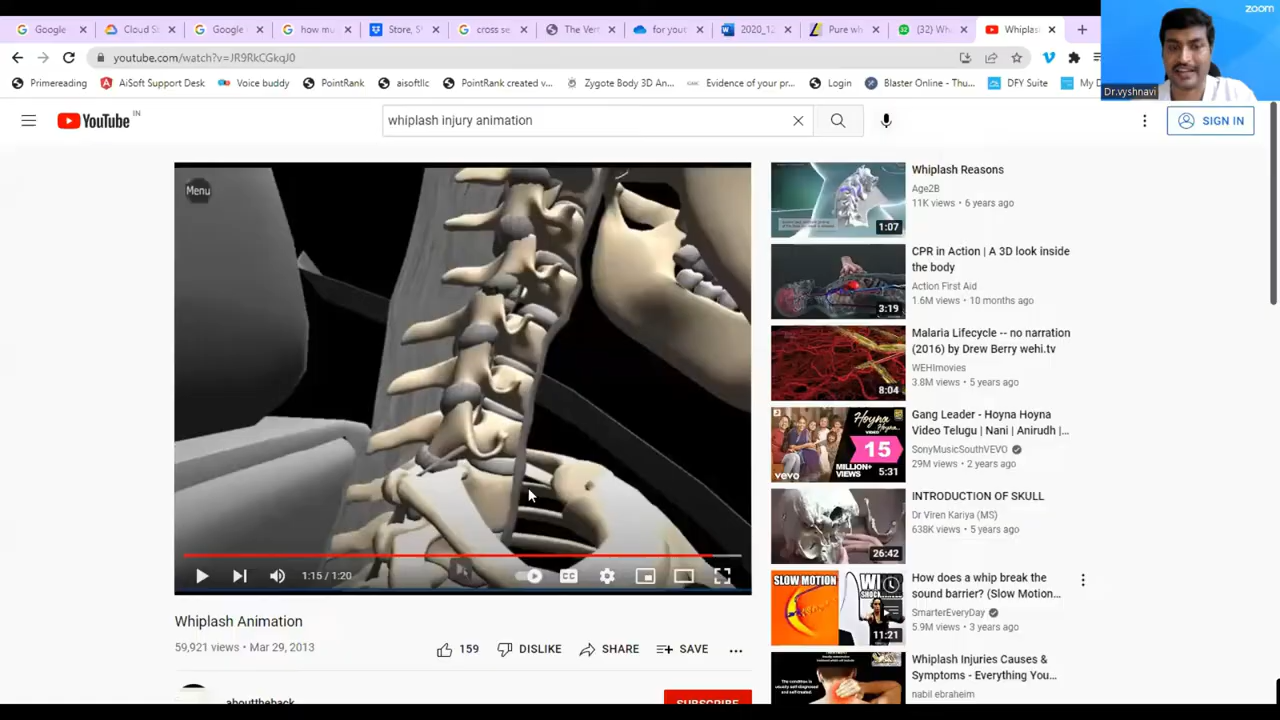 zoom
Google
Cloud St
Google
how ius
Store, S
cross se
The Verm
for yout
2020_12
Pure wh
(32) Wh
Whiplas
youtube.com/watch?v=JR9RkCGkqJ0
Primereading
AiSoft Support Desk
Voice buddy
PointRank
aisoftllc
PointRank created v...
Zygote Body 3D An...
Evidence of your pr...
Login
Blaster Online - Thu...
DFY Suite
My D
Dr.vyshnavi
YouTube IN
whiplash injury animation
SIGN IN
Menu
1:15 / 1:20
CC
Whiplash Animation
59,921 views • Mar 29, 2013
159
DISLIKE
SHARE
SAVE
abouttheback
SUBSCRIBE
Whiplash Reasons
Age2B
11K views • 6 years ago
1:07
CPR in Action | A 3D look inside
the body
Action First Aid
1.6M views • 10 months ago
3:19
Malaria Lifecycle -- no narration
(2016) by Drew Berry wehi.tv
WEHImovies
3.8M views • 5 years ago
8:04
Gang Leader - Hoyna Hoyna
Video Telugu | Nani | Anirudh |...
SonyMusicSouthVEVO
29M views • 2 years ago
Hoyna
Hoyna
15
MILLION+
VIEWS
vevo
5:31
INTRODUCTION OF SKULL
Dr Viren Kariya (MS)
638K views • 5 years ago
26:42
How does a whip break the
sound barrier? (Slow Motion...
SmarterEveryDay
5.9M views • 3 years ago
SLOW MOTION
11:21
Whiplash Injuries Causes &
Symptoms - Everything You...
nabil ebraheim